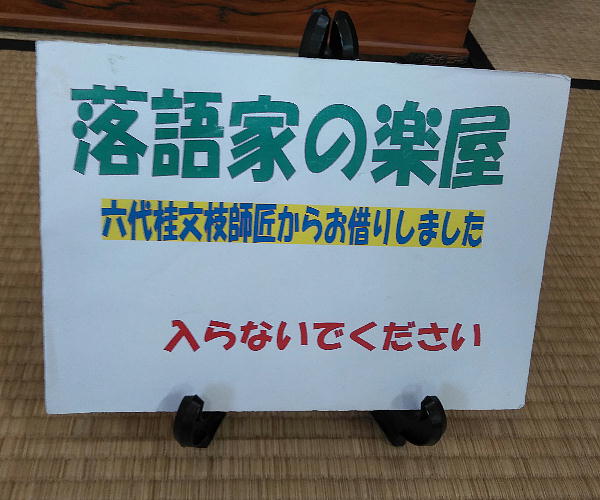 落語家の楽屋
六代桂文枝師匠からお借りしました
入らないでください